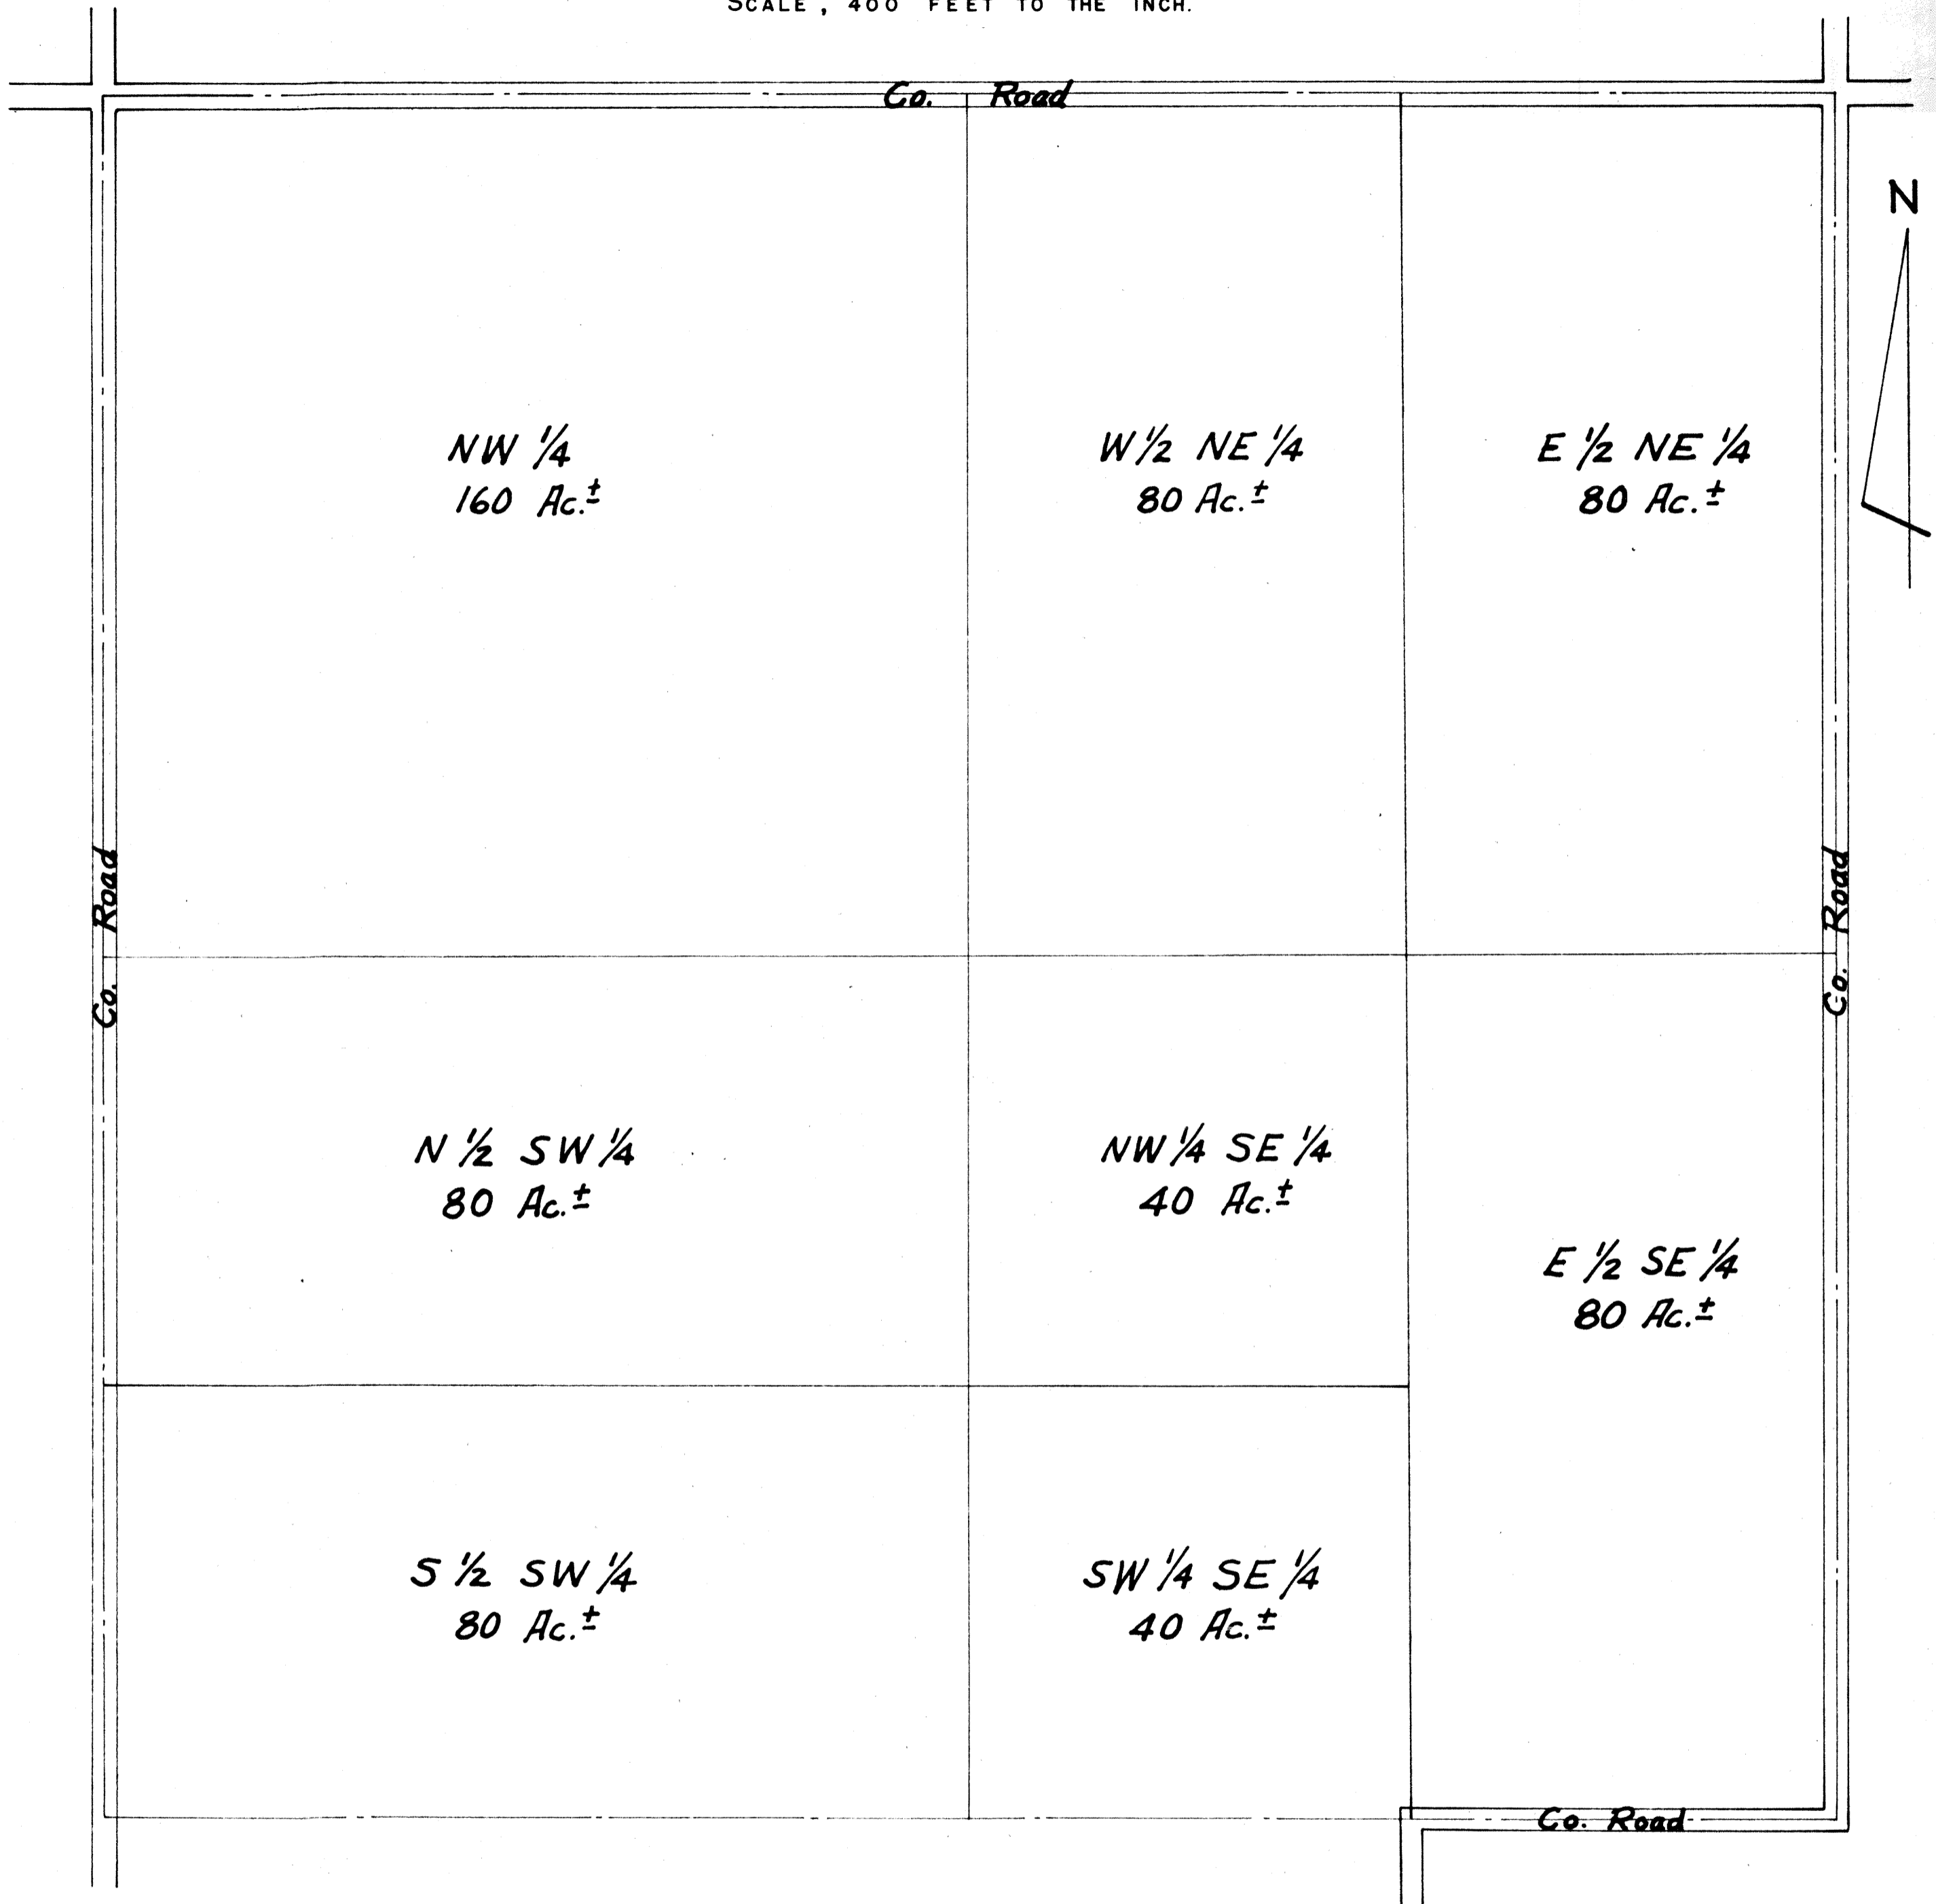 SCALE, 400 FEET TO THE INCH.
Co. Road
N
NW 1/4
160 Ac.±
W 1/2 NE 1/4
80 Ac.±
E 1/2 NE 1/4
80 Ac.±
Co. Road
Co. Road
N 1/2 SW 1/4
80 Ac.±
NW 1/4 SE 1/4
40 Ac.±
E 1/2 SE 1/4
80 Ac.±
S 1/2 SW 1/4
80 Ac.±
SW 1/4 SE 1/4
40 Ac.±
Co. Road